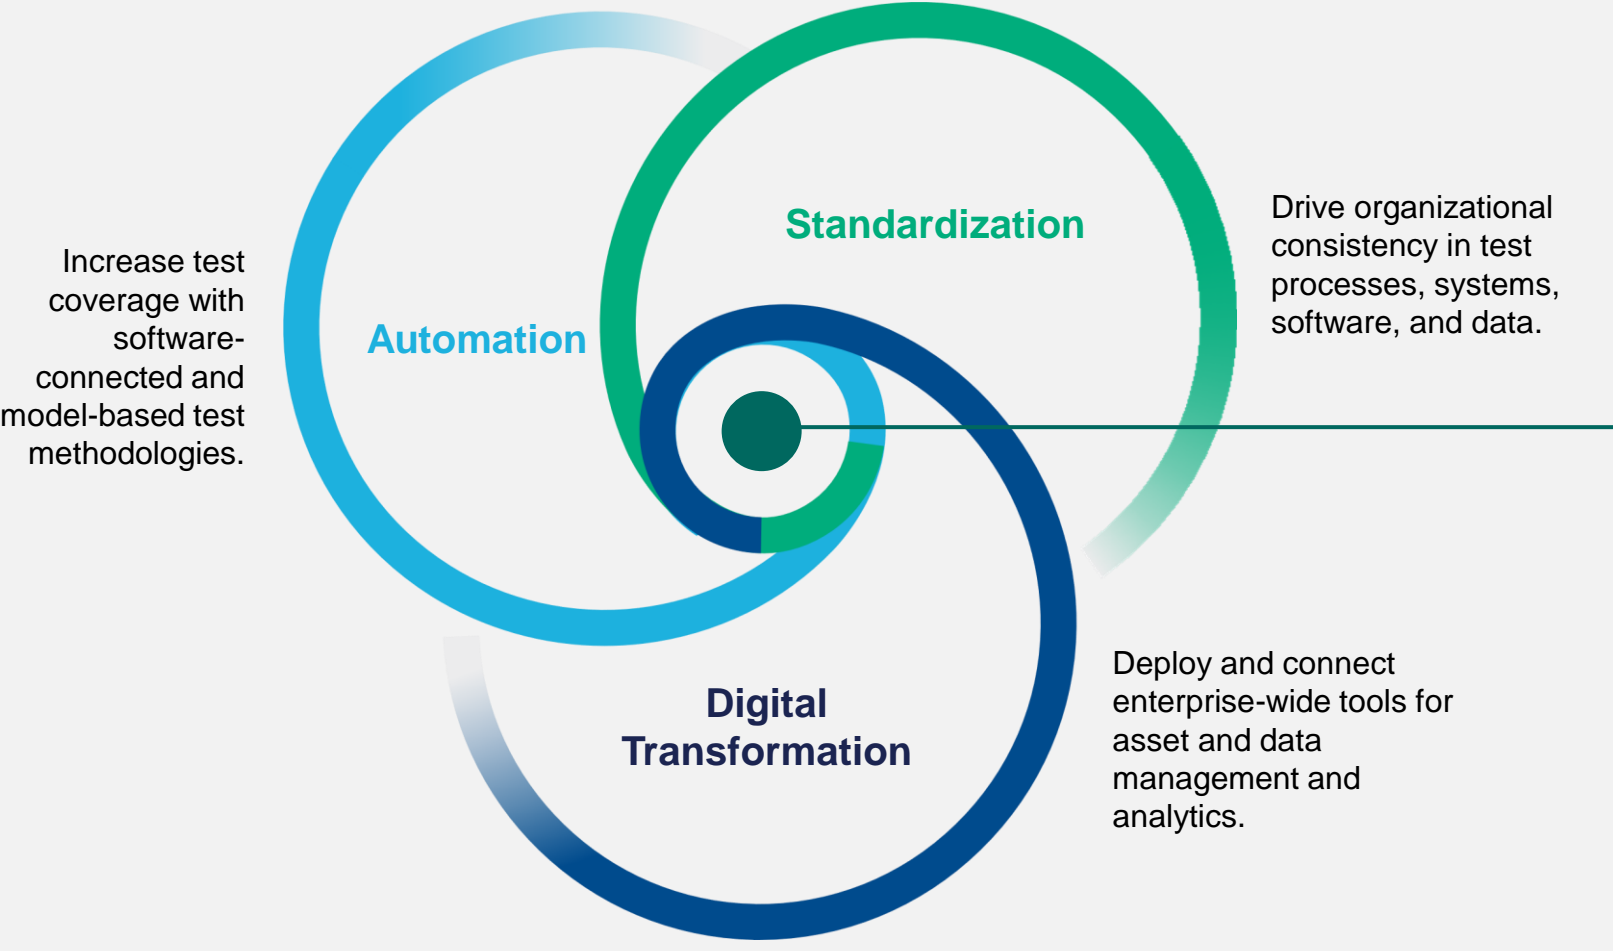 Standardization
Drive organizational
consistency in test
processes, systems,
software, and data.
Increase test
coverage with
software-
connected and
model-based test
methodologies.
Automation
Digital
Transformation
Deploy and connect
enterprise-wide tools for
asset and data
management and
analytics.